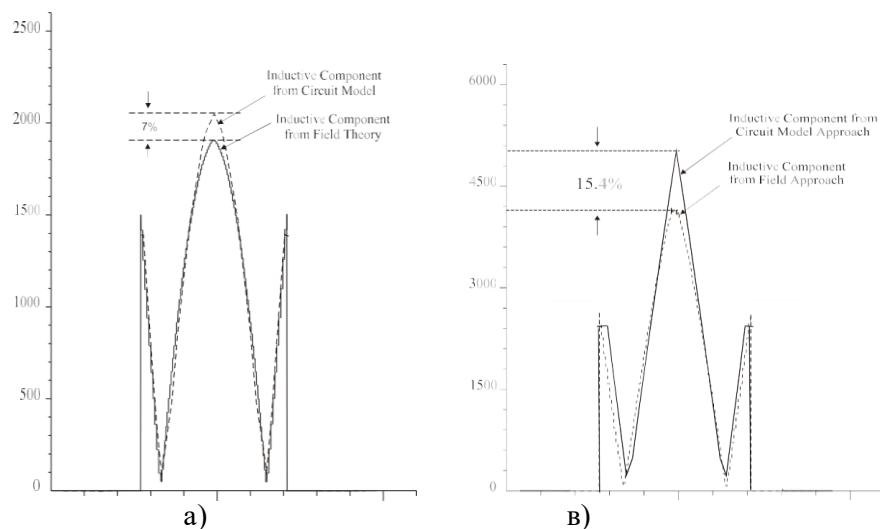 2600
2500
2000
1500
1000
500
0
Inductive Component
from Circuit Model
7%
Inductive Component
from Field Theory
а)
6000
4500
3000
1500
0
Inductive Component from
Circuit Model Approach
15.4%
Inductive Component
from Field Approach
в)